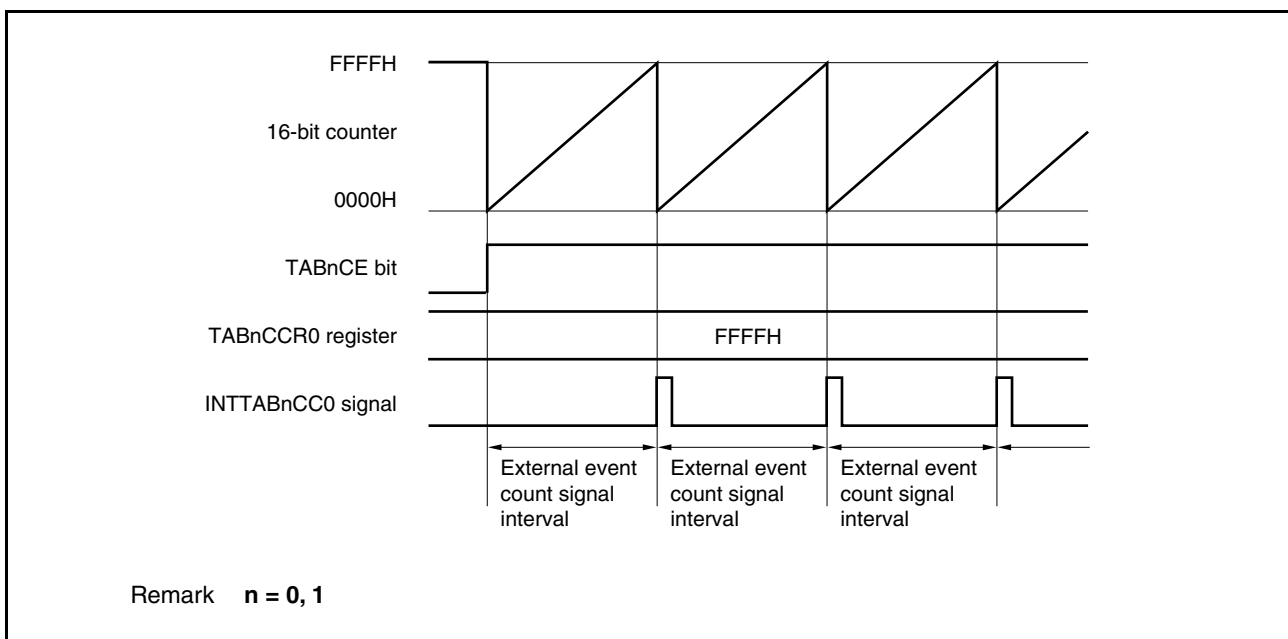 FFFFH
16-bit counter
0000H
TABnCE bit
TABnCCR0 register
FFFFH
INTTABnCC0 signal
External event
count signal
interval
External event
count signal
interval
External event
count signal
interval
Remark n = 0, 1